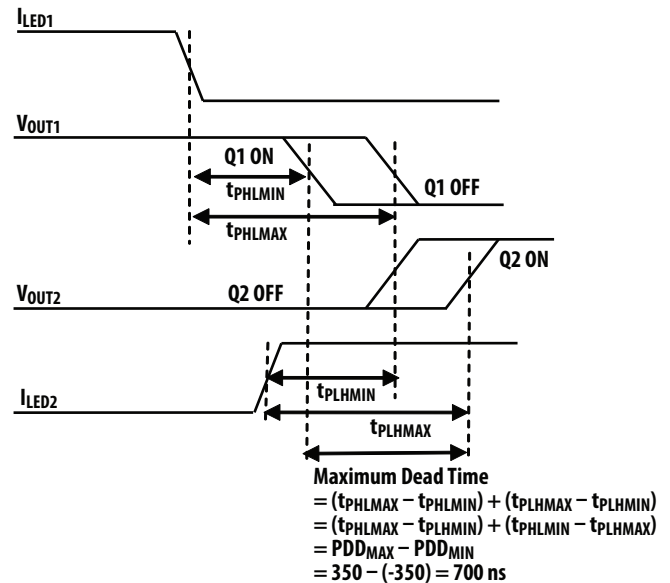 ILED1
VOUT1
Q1 ON
tPHLMIN
Q1 OFF
tPHLMAX
Q2 ON
VOUT2
Q2 OFF
tPLHMIN
ILED2
tPLHMAX
Maximum Dead Time
= (tPHLMAX – tPHLMIN) + (tPLHMAX – tPLHMIN)
= (tPHLMAX – tPHLMIN) + (tPHLMIN – tPLHMAX)
= PDDMAX – PDDMIN
= 350 – (-350) = 700 ns